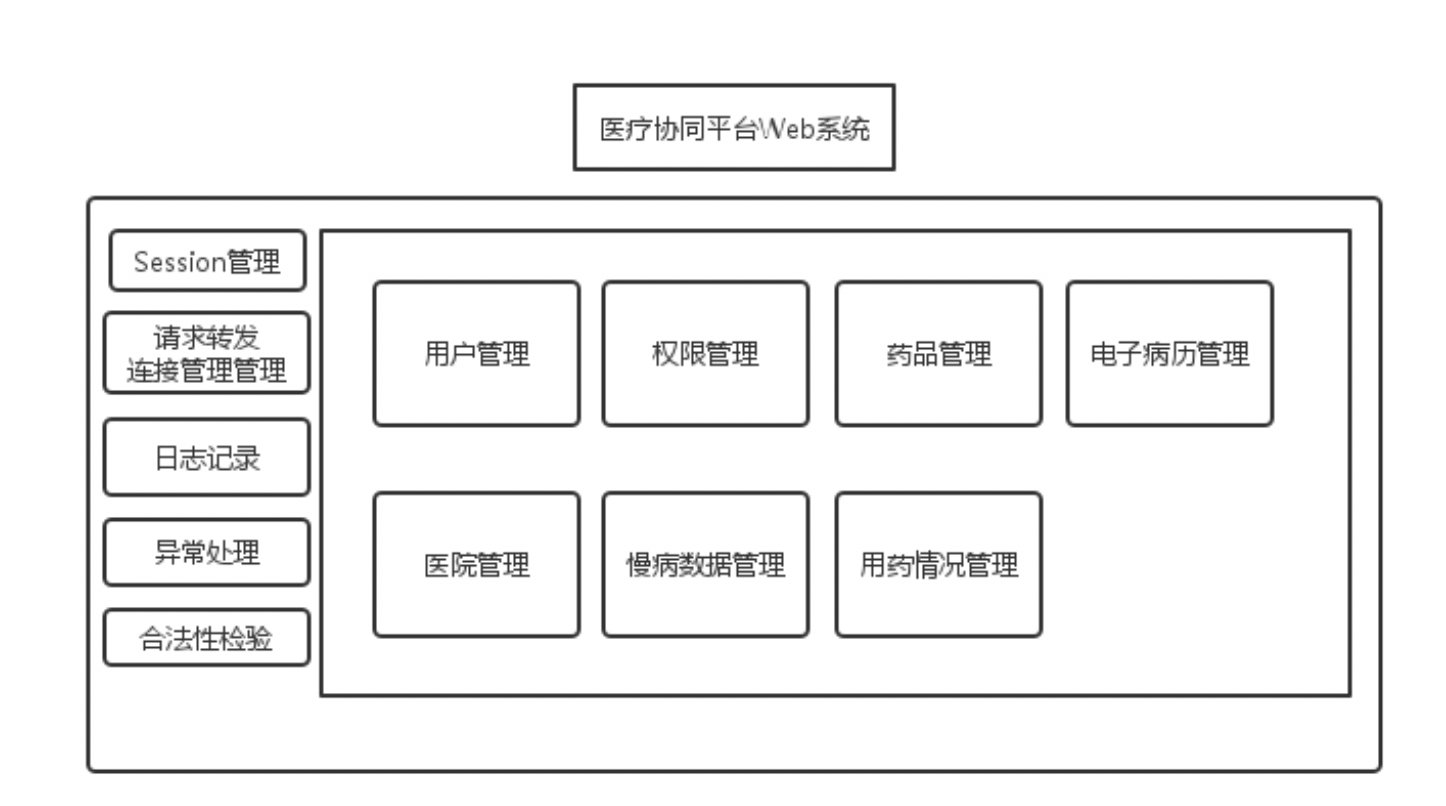 医疗协同平台Web系统
Session管理
请求转发
连接管理管理
日志记录
异常处理
合法性检验
用户管理
权限管理
药品管理
电子病历管理
医院管理
慢病数据管理
用药情况管理